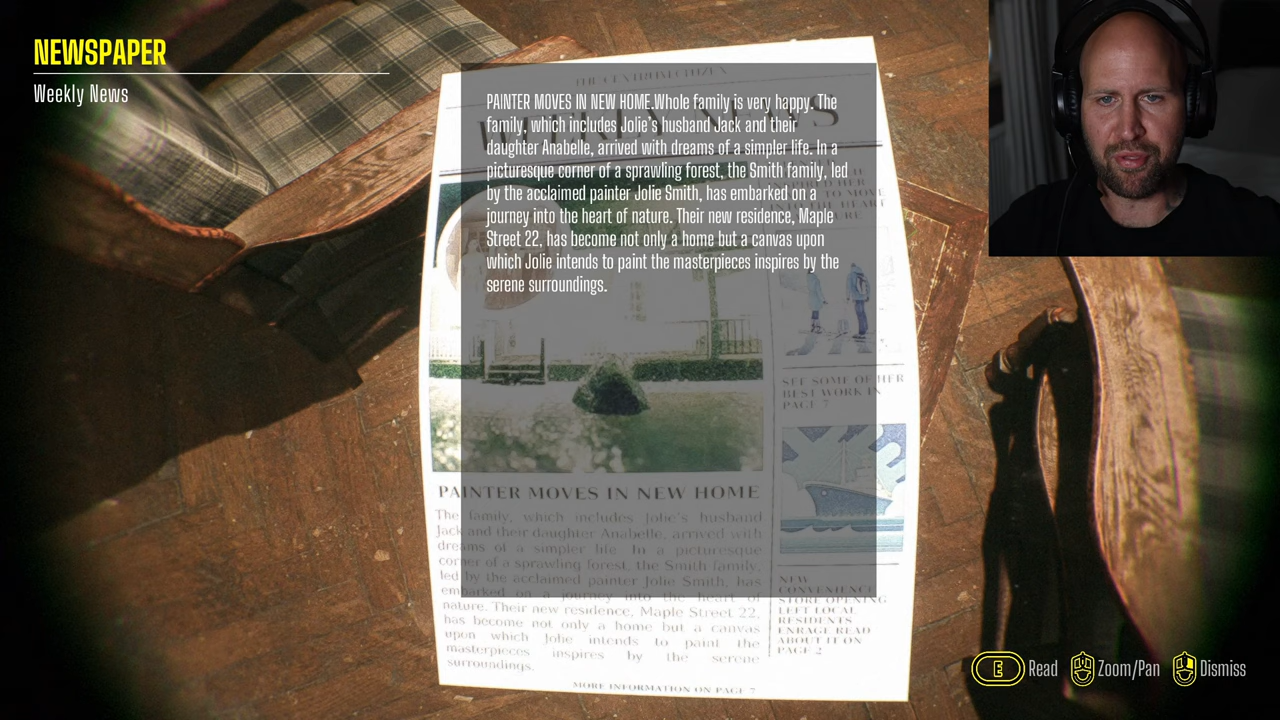 NEWSPAPER
Weekly News
THE CENTRUSTCITIZEN
WEEKLY NEWS
PAINTER MOVES IN NEW HOME.Whole family is very happy. The
family, which includes Jolie's husband Jack and their
daughter Anabelle, arrived with dreams of a simpler life. In a
picturesque corner of a sprawling forest, the Smith family, led
by the acclaimed painter Jolie Smith, has embarked on a
journey into the heart of nature. Their new residence, Maple
Street 22, has become not only a home but a canvas upon
which Jolie intends to paint the masterpieces inspires by the
serene surroundings.
PAINTER MOVES IN NEW HOME
The family, which includes Jolie's husband
Jack and their daughter Anabelle, arrived with
dreams of a simpler life. In a picturesque
corner of a sprawling forest, the Smith family,
led by the acclaimed painter Jolie Smith, has
embarked on a journey into the heart of
nature. Their new residence, Maple Street 22,
has become not only a home but a canvas
upon which Jolie intends to paint the
masterpieces inspires by the serene
surroundings.
MORE INFORMATION ON PAGE 7
TO MOVE
SEE SOME OF HER
BEST WORK IN
PAGE 7
NEW
CONVENIENCE
STORE OPENING
LEFT LOCAL
RESIDENTS
ENRAGE READ
ABOUT IT ON
PAGE 2
E Read Zoom/Pan Dismiss